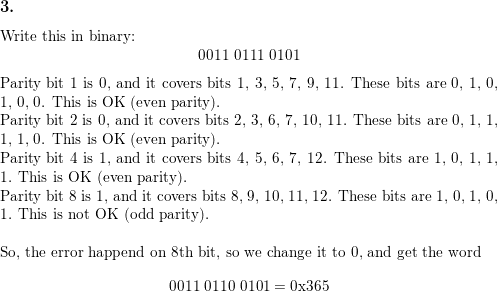 3.
Write this in binary:
0011 0111 0101
Parity bit 1 is 0, and it covers bits 1, 3, 5, 7, 9, 11. These bits are 0, 1, 0,
1, 0, 0. This is OK (even parity).
Parity bit 2 is 0, and it covers bits 2, 3, 6, 7, 10, 11. These bits are 0, 1, 1,
1, 1, 0. This is OK (even parity).
Parity bit 4 is 1, and it covers bits 4, 5, 6, 7, 12. These bits are 1, 0, 1, 1,
1. This is OK (even parity).
Parity bit 8 is 1, and it covers bits 8, 9, 10, 11, 12. These bits are 1, 0, 1, 0,
1. This is not OK (odd parity).
So, the error happend on 8th bit, so we change it to 0, and get the word
0011 0110 0101 = 0x365